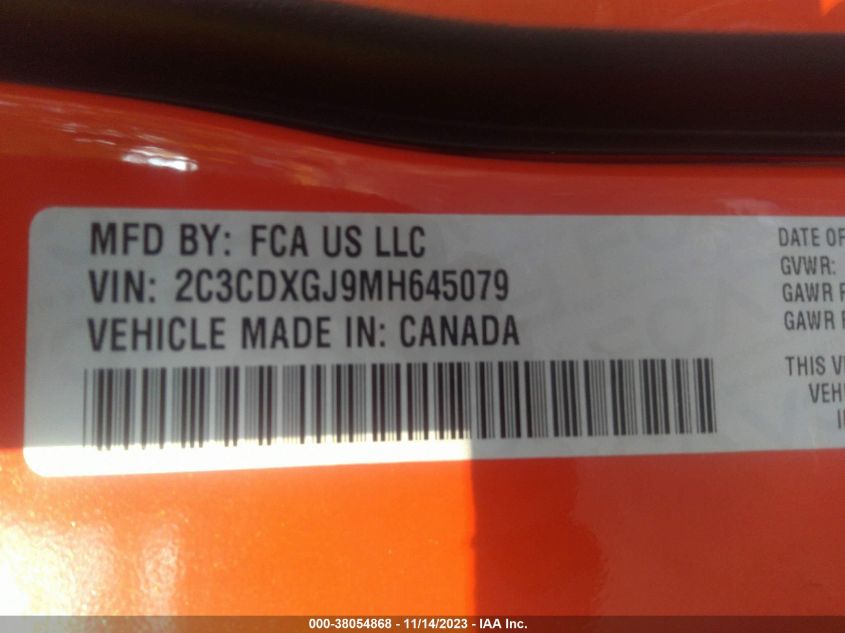 MFD BY: FCA US LLC
VIN: 2C3CDXGJ9MH645079
VEHICLE MADE IN: CANADA
DATE OF
GVWR:
GAWR
GAWR
THIS
000-38054868 - 11/14/2023 - IAA Inc.